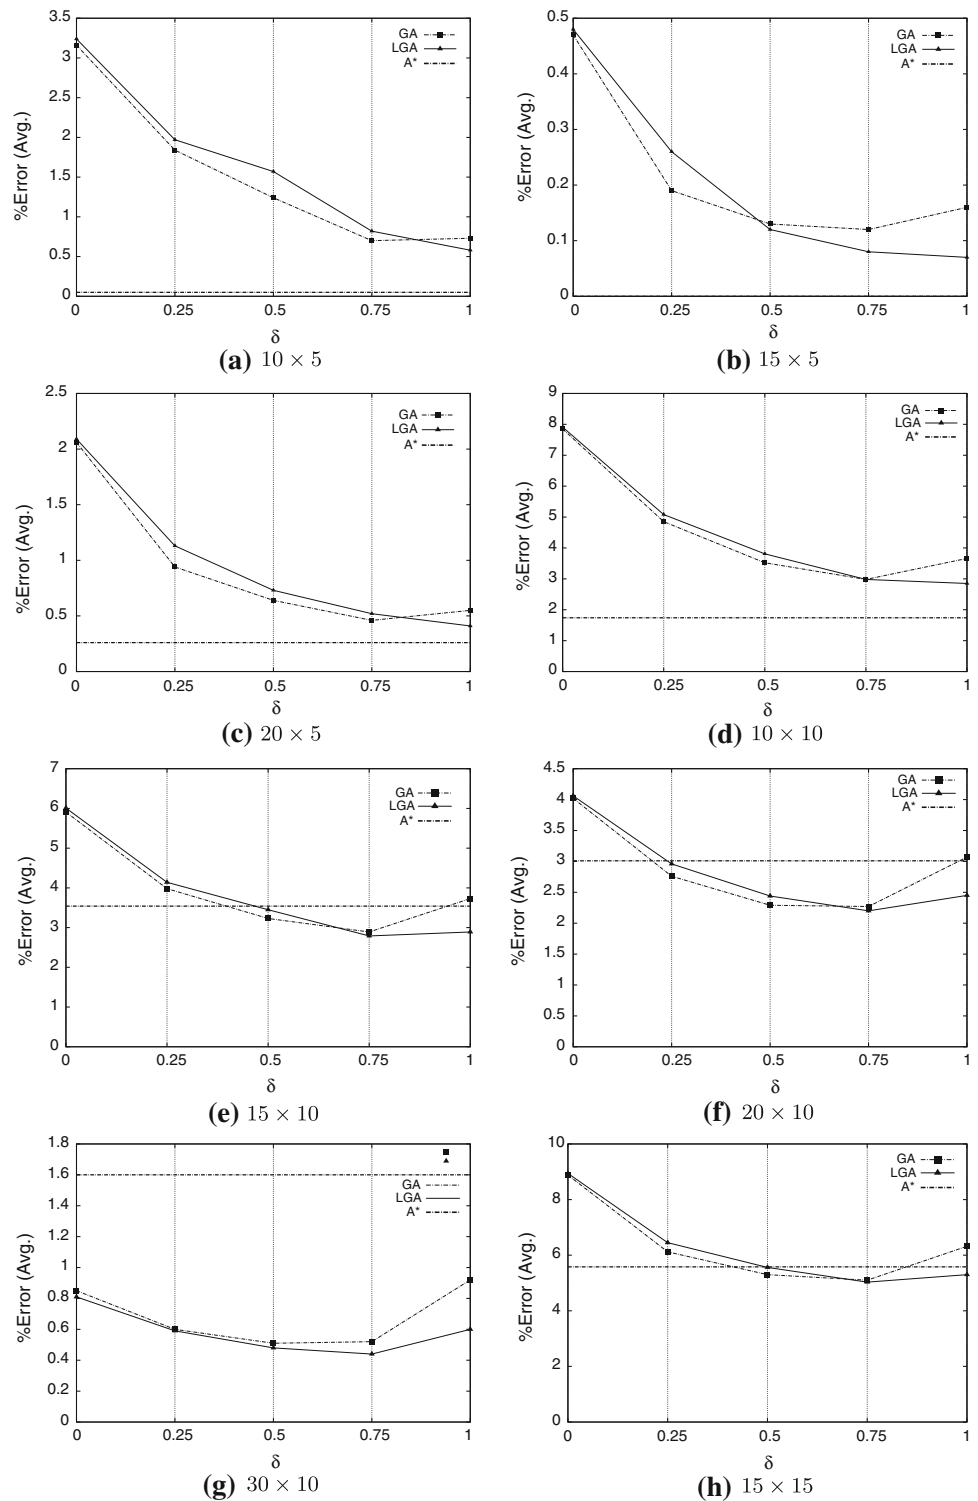 3.5
3
2.5
2
1.5
1
0.5
0
%Error (Avg.)
GA
LGA
A*
0 0.25 0.5 0.75 1
δ
(a) 10 × 5
0.5
0.4
0.3
0.2
0.1
0
%Error (Avg.)
GA
LGA
A*
0 0.25 0.5 0.75 1
δ
(b) 15 × 5
2.5
2
1.5
1
0.5
0
%Error (Avg.)
GA
LGA
A*
0 0.25 0.5 0.75 1
δ
(c) 20 × 5
9
8
7
6
5
4
3
2
1
0
%Error (Avg.)
GA
LGA
A*
0 0.25 0.5 0.75 1
δ
(d) 10 × 10
7
6
5
4
3
2
1
0
%Error (Avg.)
GA
LGA
A*
0 0.25 0.5 0.75 1
δ
(e) 15 × 10
4.5
4
3.5
3
2.5
2
1.5
1
0.5
0
%Error (Avg.)
GA
LGA
A*
0 0.25 0.5 0.75 1
δ
(f) 20 × 10
1.8
1.6
1.4
1.2
1
0.8
0.6
0.4
0.2
0
%Error (Avg.)
GA
LGA
A*
0 0.25 0.5 0.75 1
δ
(g) 30 × 10
10
8
6
4
2
0
%Error (Avg.)
GA
LGA
A*
0 0.25 0.5 0.75 1
δ
(h) 15 × 15